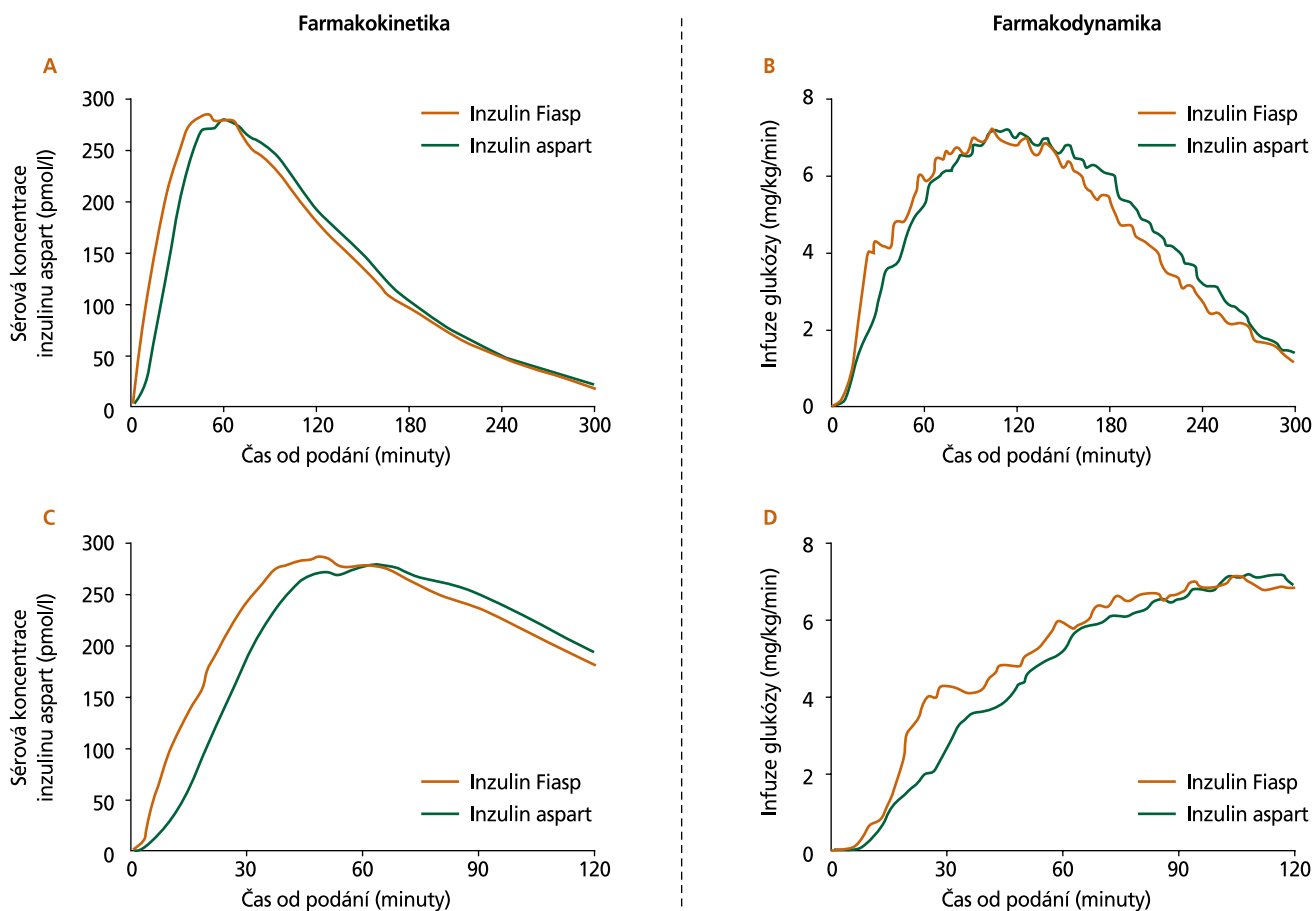 Farmakokinetika
Farmakodynamika
A
Sérová koncentrace
inzulinu aspart (pmol/l)
300
250
200
150
100
50
0
Inzulin Fiasp
Inzulin aspart
0 60 120 180 240 300
Čas od podání (minuty)
B
Infuze glukózy (mg/kg/min)
8
6
4
2
0
Inzulin Fiasp
Inzulin aspart
0 60 120 180 240 300
Čas od podání (minuty)
C
Sérová koncentrace
inzulinu aspart (pmol/l)
300
250
200
150
100
50
0
Inzulin Fiasp
Inzulin aspart
0 30 60 90 120
Čas od podání (minuty)
D
Infuze glukózy (mg/kg/min)
8
6
4
2
0
Inzulin Fiasp
Inzulin aspart
0 30 60 90 120
Čas od podání (minuty)